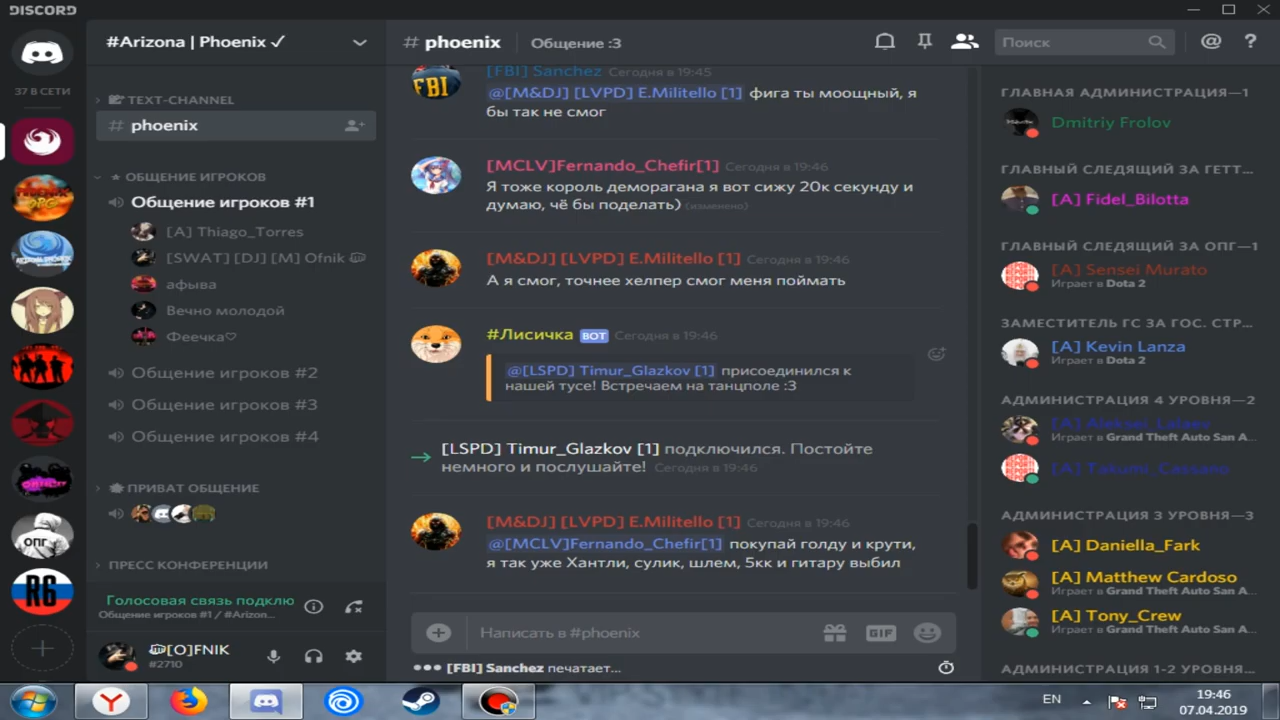 DISCORD
37 В СЕТИ
ОПГ
R6
#Arizona | Phoenix ✓
TEXT-CHANNEL
# phoenix
★ ОБЩЕНИЕ ИГРОКОВ
Общение игроков #1
[A] Thiago_Torres
[SWAT] [DJ] [M] Ofnik
афыва
Вечно молодой
Феечка♡
Общение игроков #2
Общение игроков #3
Общение игроков #4
ПРИВАТ ОБЩЕНИЕ
ПРЕСС КОНФЕРЕНЦИИ
Голосовая связь подклю
Общение игроков #1 / #Arizon...
[O]FNIK
#2710
# phoenix
Общение :3
Поиск
@ ?
FBI
[FBI] Sanchez Сегодня в 19:45
@[M&DJ] [LVPD] E.Militello [1] фига ты моощный, я
бы так не смог
[MCLV]Fernando_Chefir[1] Сегодня в 19:46
Я тоже король деморагана я вот сижу 20к секунду и
думаю, чё бы поделать) (изменено)
[M&DJ] [LVPD] E.Militello [1] Сегодня в 19:46
А я смог, точнее хелпер смог меня поймать
#Лисичка БОТ Сегодня в 19:46
@[LSPD] Timur_Glazkov [1] присоединился к
нашей тусе! Встречаем на танцполе :3
[LSPD] Timur_Glazkov [1] подключился. Постойте
немного и послушайте! Сегодня в 19:46
[M&DJ] [LVPD] E.Militello [1] Сегодня в 19:46
@[MCLV]Fernando_Chefir[1] покупай голду и крути,
я так уже Хантли, сулик, шлем, 5кк и гитару выбил
Написать в #phoenix
GIF
[FBI] Sanchez печатает...
ГЛАВНАЯ АДМИНИСТРАЦИЯ—1
Dmitriy Frolov
ГЛАВНЫЙ СЛЕДЯЩИЙ ЗА ГЕТТ...
[A] Fidel_Bilotta
ГЛАВНЫЙ СЛЕДЯЩИЙ ЗА ОПГ—1
[A] Sensei Murato
Играет в Dota 2
ЗАМЕСТИТЕЛЬ ГС ЗА ГОС. СТР...
[A] Kevin Lanza
Играет в Dota 2
АДМИНИСТРАЦИЯ 4 УРОВНЯ—2
[A] Aleksei_Lalaev
Играет в Grand Theft Auto San A...
[A] Takumi_Cassano
АДМИНИСТРАЦИЯ 3 УРОВНЯ—3
[A] Daniella_Fark
[A] Matthew Cardoso
Играет в Grand Theft Auto San A...
[A] Tony_Crew
Играет в Grand Theft Auto San A...
АДМИНИСТРАЦИЯ 1-2 УРОВНЯ...
EN
19:46
07.04.2019